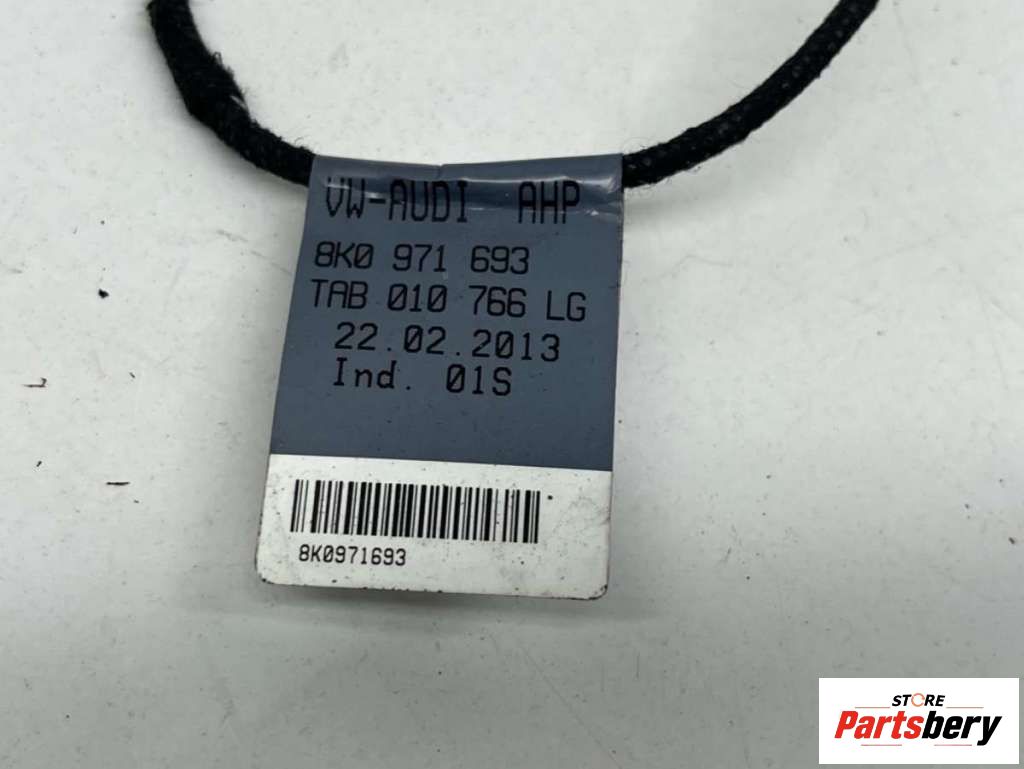 VW-AUDI AHP
8K0 971 693
TAB 010 766 LG
22.02.2013
Ind. 01S
8K0971693
STORE
Partsbery